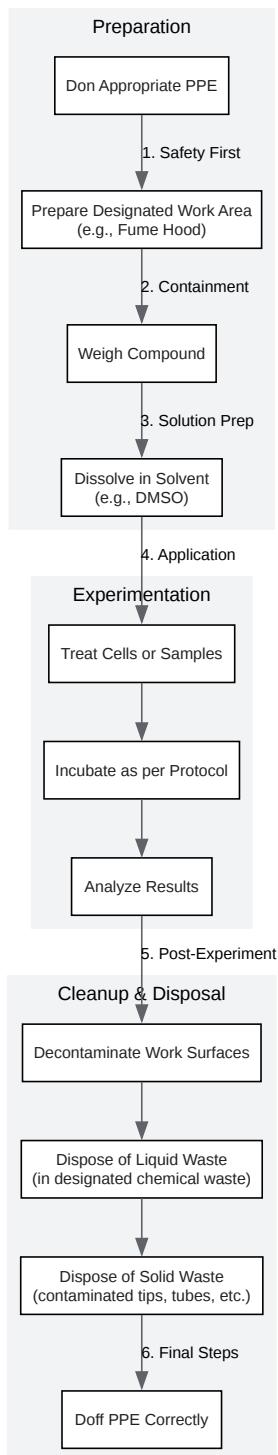 Preparation
Don Appropriate PPE
1. Safety First
Prepare Designated Work Area
(e.g., Fume Hood)
2. Containment
Weigh Compound
3. Solution Prep
Dissolve in Solvent
(e.g., DMSO)
4. Application
Experimentation
Treat Cells or Samples
Incubate as per Protocol
Analyze Results
5. Post-Experiment
Cleanup & Disposal
Decontaminate Work Surfaces
Dispose of Liquid Waste
(in designated chemical waste)
Dispose of Solid Waste
(contaminated tips, tubes, etc.)
6. Final Steps
Doff PPE Correctly